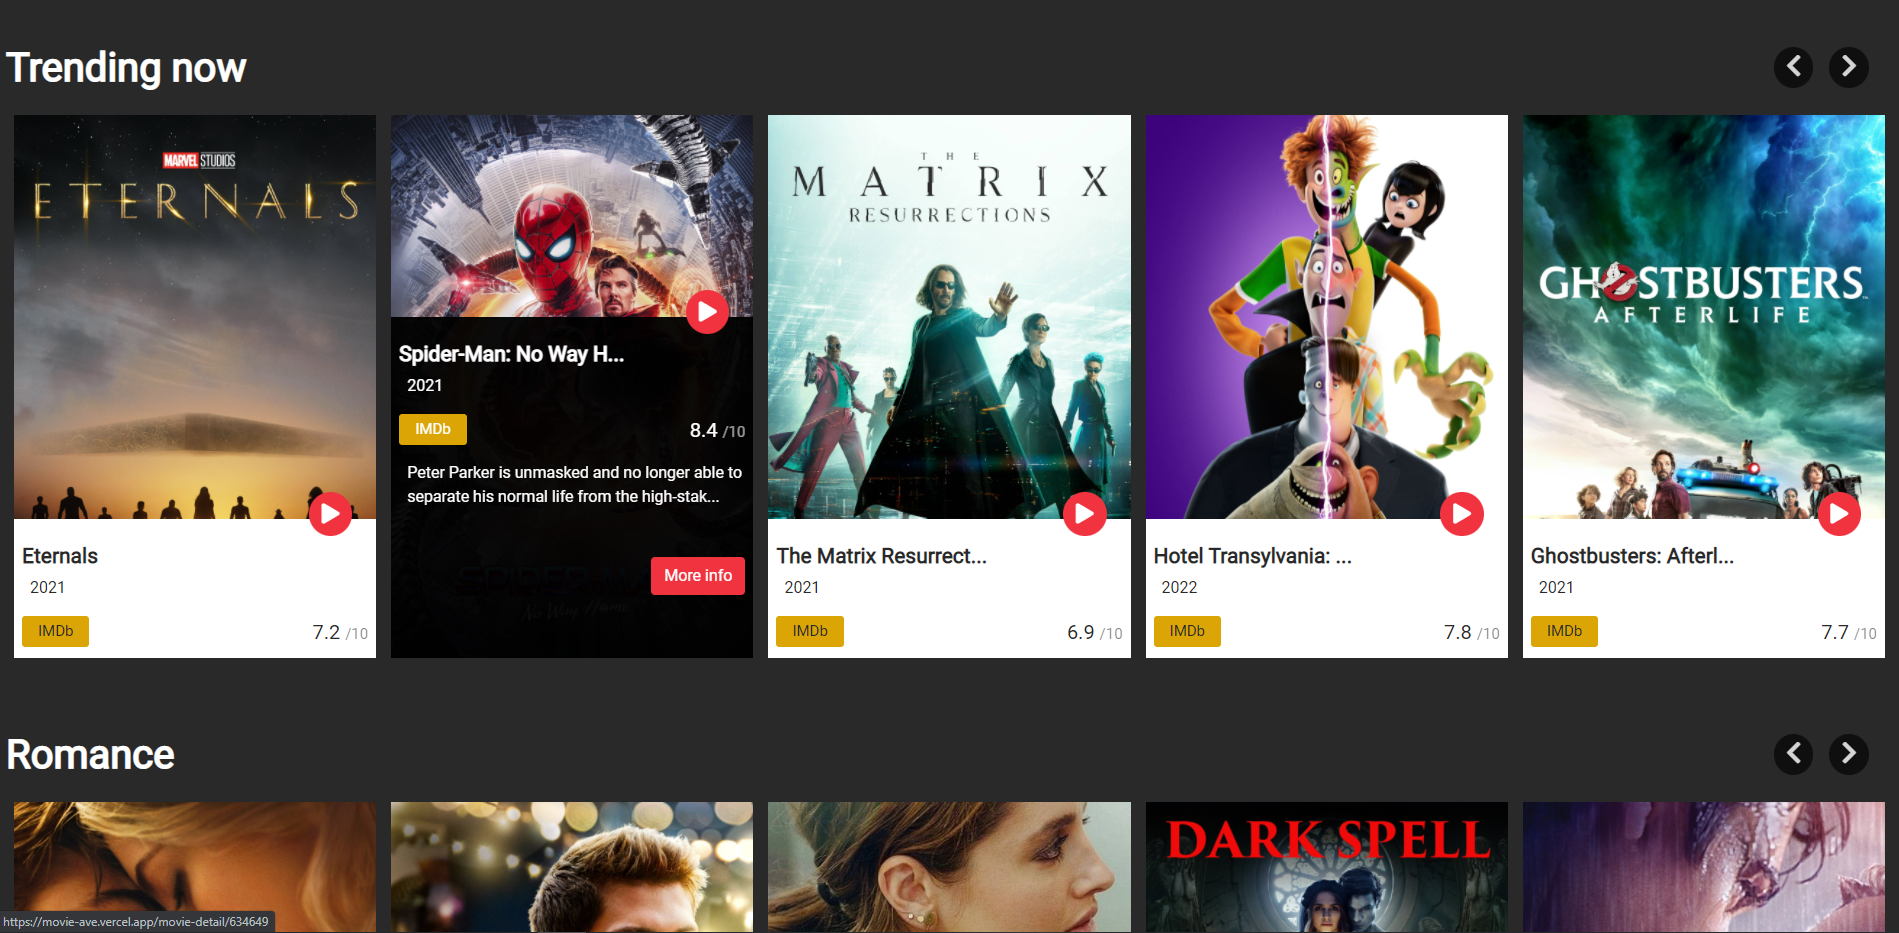 Trending now
MARVEL STUDIOS
ETERNALS
Eternals
2021
IMDb
7.2 /10
Spider-Man: No Way H...
2021
IMDb
8.4 /10
Peter Parker is unmasked and no longer able to
separate his normal life from the high-stak...
More info
No Way Home
THE
MATRIX
RESURRECTIONS
The Matrix Resurrect...
2021
IMDb
6.9 /10
Hotel Transylvania: ...
2022
IMDb
7.8 /10
GHOSTBUSTERS
AFTERLIFE
Ghostbusters: Afterl...
2021
IMDb
7.7 /10
Romance
DARK SPELL
https://movie-ave.vercel.app/movie-detail/634649